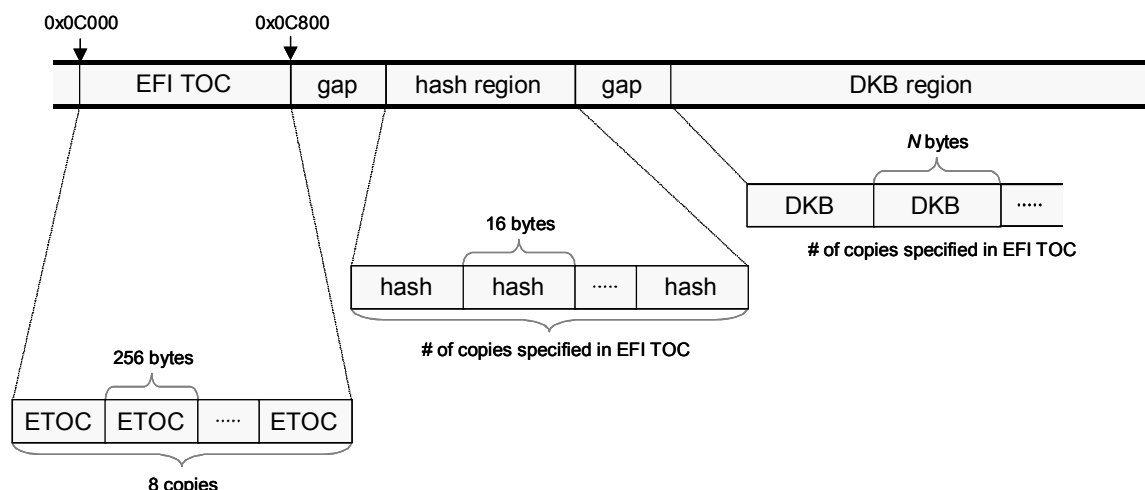 0x0C000 0x0C800
EFI TOC gap hash region gap DKB region
N bytes
DKB DKB .....
# of copies specified in EFI TOC
16 bytes
hash hash ..... hash
# of copies specified in EFI TOC
256 bytes
ETOC ETOC ..... ETOC
8 copies